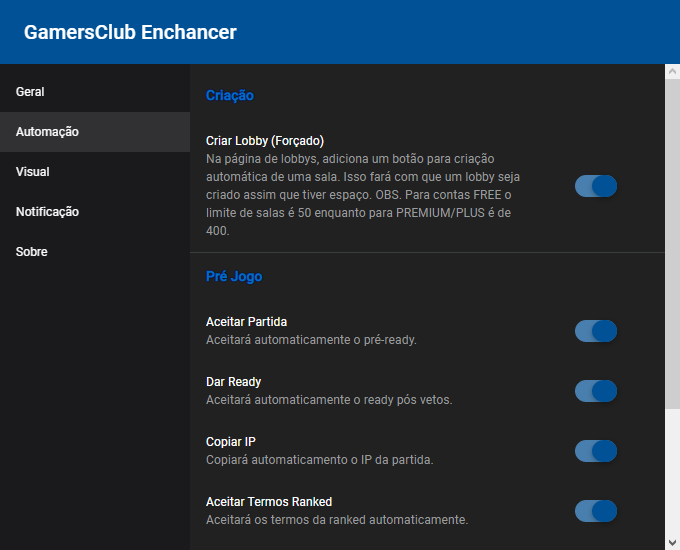 GamersClub Enchancer
Geral
Automação
Visual
Notificação
Sobre
Criação
Criar Lobby (Forçado)
Na página de lobbys, adiciona um botão para criação
automática de uma sala. Isso fará com que um lobby seja
criado assim que tiver espaço. OBS. Para contas FREE o
limite de salas é 50 enquanto para PREMIUM/PLUS é de
400.
Pré Jogo
Aceitar Partida
Aceitará automaticamente o pré-ready.
Dar Ready
Aceitará automaticamente o ready pós vetos.
Copiar IP
Copiará automaticamento o IP da partida.
Aceitar Termos Ranked
Aceitará os termos da ranked automaticamente.